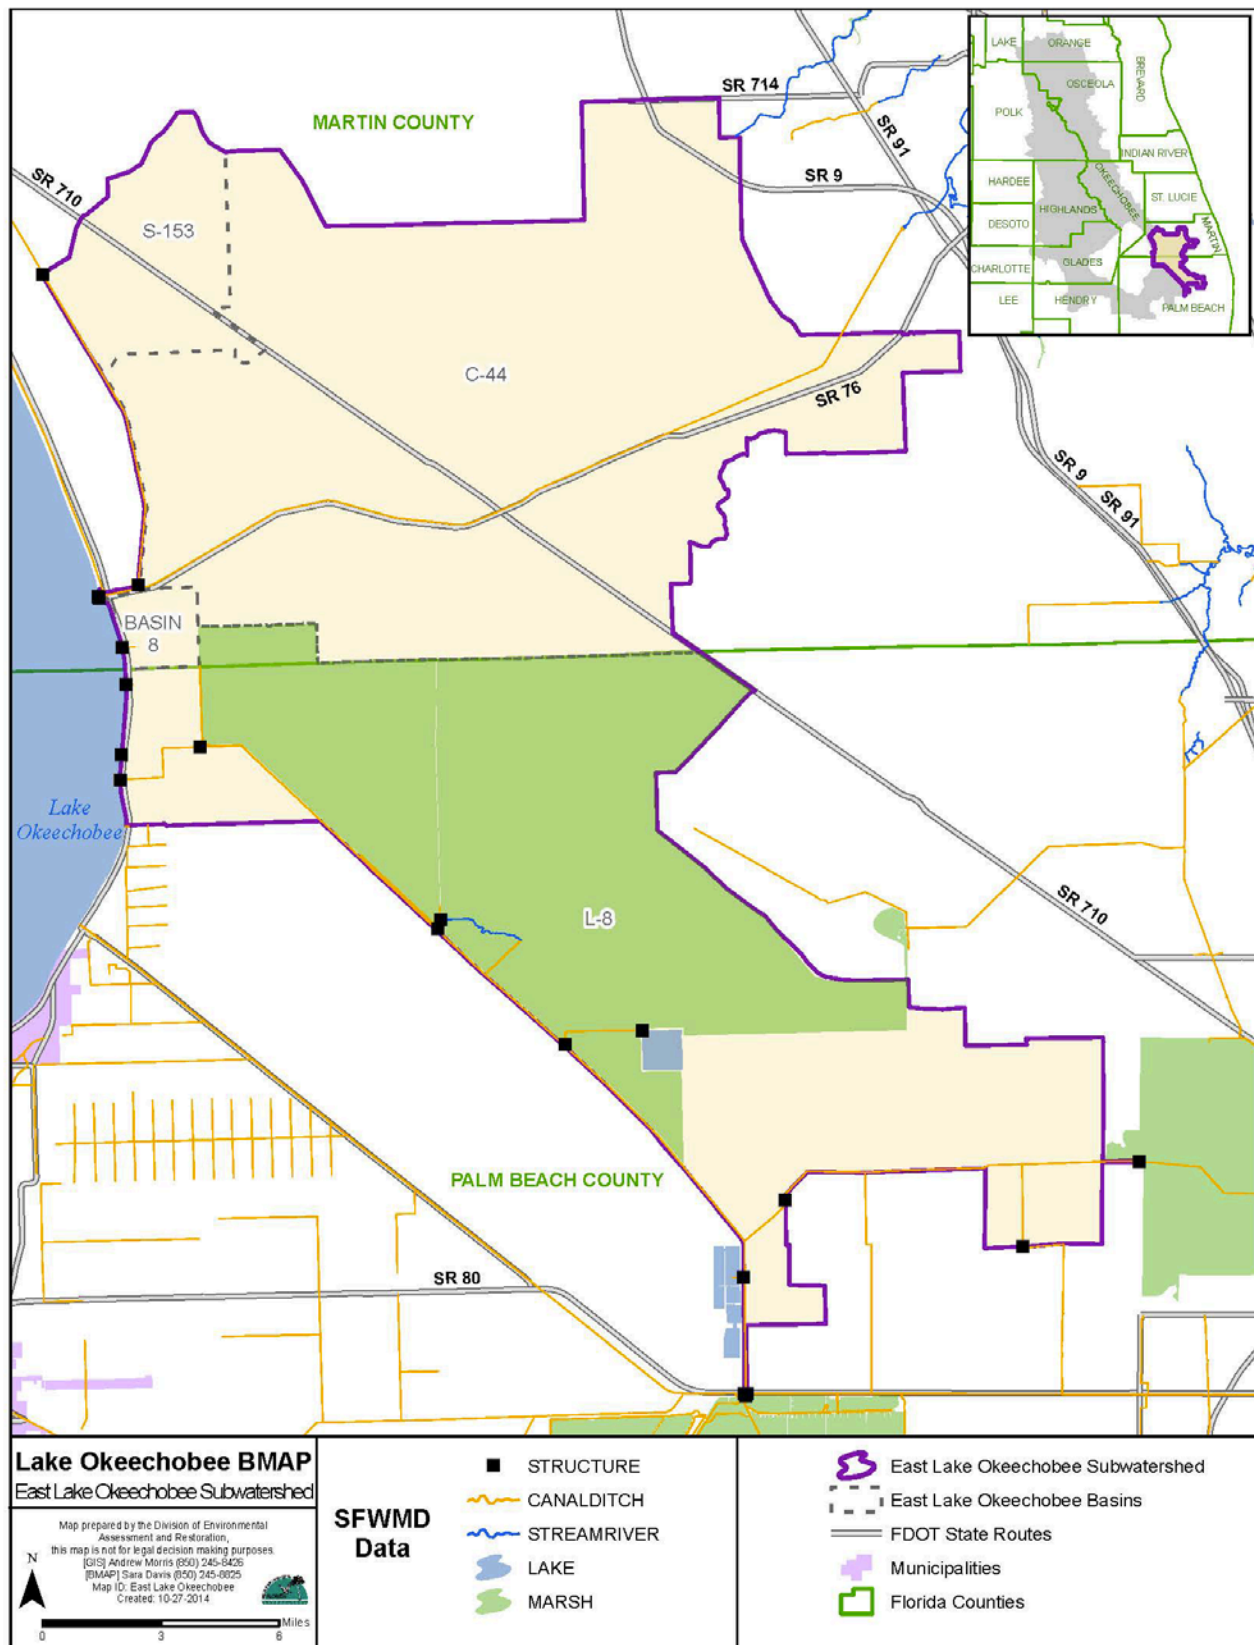 MARTIN COUNTY
SR 714
SR 91
SR 9
SR 710
S-153
C-44
SR 76
SR 9
SR 91
BASIN
8
Lake
Okeechobee
L-8
SR 710
PALM BEACH COUNTY
SR 80
LAKE
ORANGE
BREVARD
OSCEOLA
POLK
INDIAN RIVER
HARDEE
OKEECHOBEE
ST. LUCIE
HIGHLANDS
DESOTO
MARTIN
GLADES
CHARLOTTE
LEE
HENDRY
PALM BEACH
Lake Okeechobee BMAP
East Lake Okeechobee Subwatershed
Map prepared by the Division of Environmental
Assessment and Restoration,
this map is not for legal decision making purposes.
[GIS] Andrew Morris (850) 245-8426
[BMAP] Sara Davis (850) 245-8825
Map ID: East Lake Okeechobee
Created: 10-27-2014
N
Miles
0 3 6
SFWMD
Data
STRUCTURE
CANALDITCH
STREAMRIVER
LAKE
MARSH
East Lake Okeechobee Subwatershed
East Lake Okeechobee Basins
FDOT State Routes
Municipalities
Florida Counties